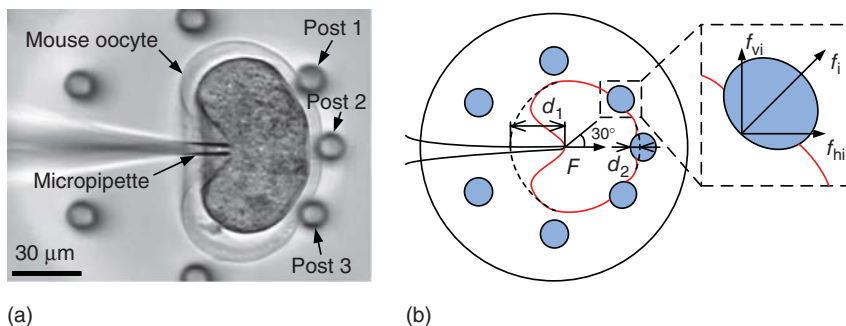 Mouse oocyte
Post 1
Post 2
Micropipette
30 μm
Post 3
(a)
d1
30°
F
d2
fvi
fi
fhi
(b)